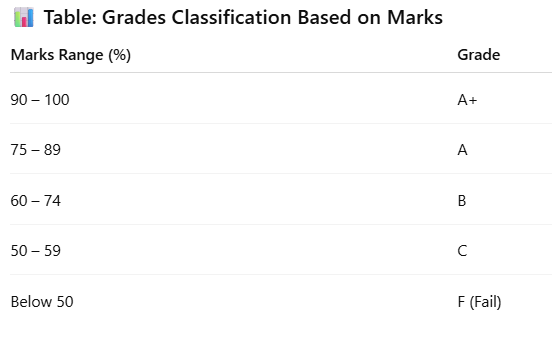 📊 Table: Grades Classification Based on Marks
Marks Range (%) Grade
90 – 100 A+
75 – 89 A
60 – 74 B
50 – 59 C
Below 50 F (Fail)